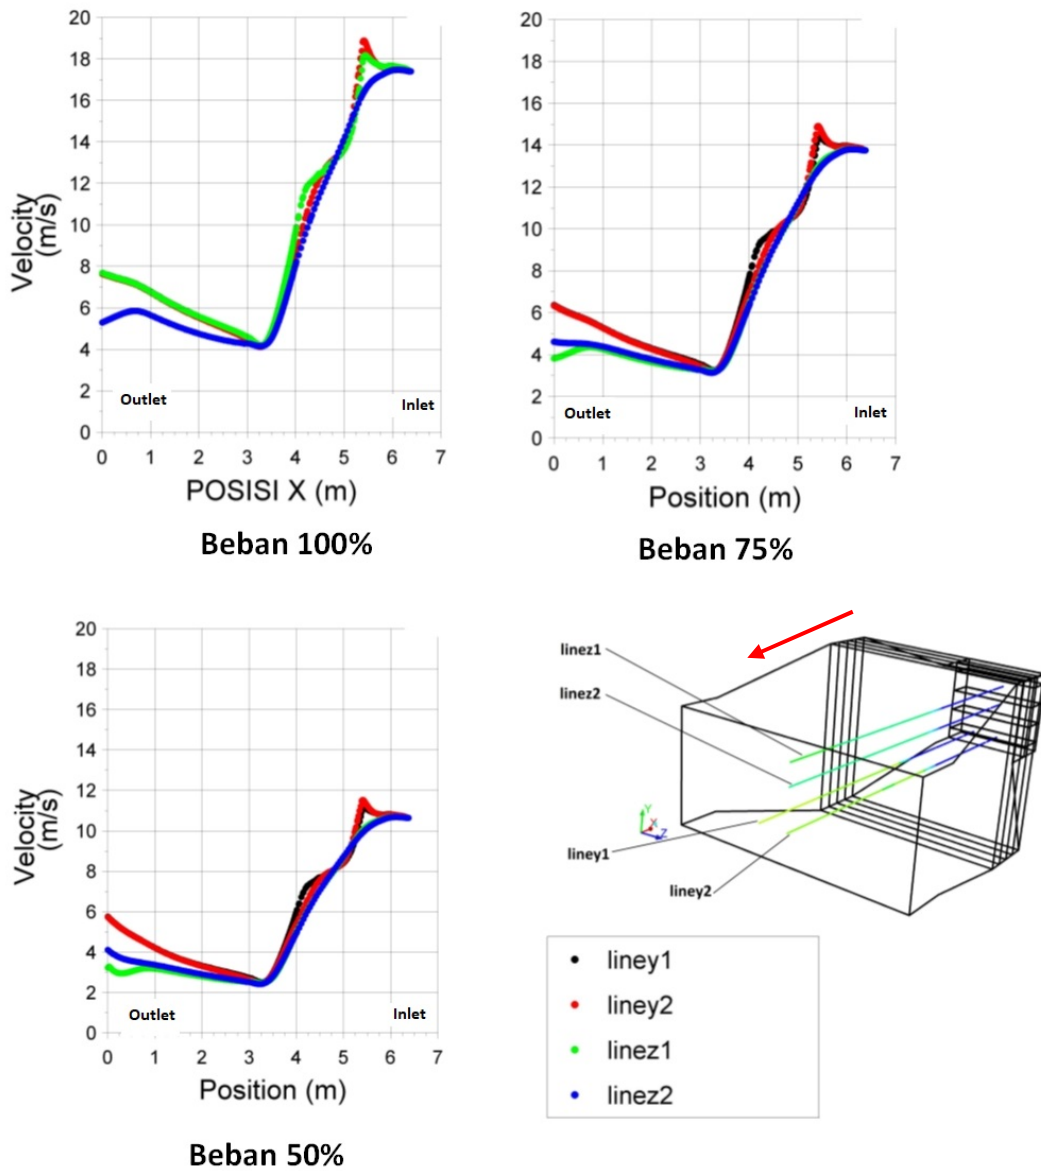 20
18
16
14
12
10
8
6
4
2
0
Velocity
(m/s)
Outlet
Inlet
0 1 2 3 4 5 6 7
POSISI X (m)
Beban 100%
20
18
16
14
12
10
8
6
4
2
0
Velocity
(m/s)
Outlet
Inlet
0 1 2 3 4 5 6 7
Position (m)
Beban 75%
20
18
16
14
12
10
8
6
4
2
0
Velocity
(m/s)
Outlet
Inlet
0 1 2 3 4 5 6 7
Position (m)
Beban 50%
linez1
linez2
Y
X
Z
liney1
liney2
liney1
liney2
linez1
linez2